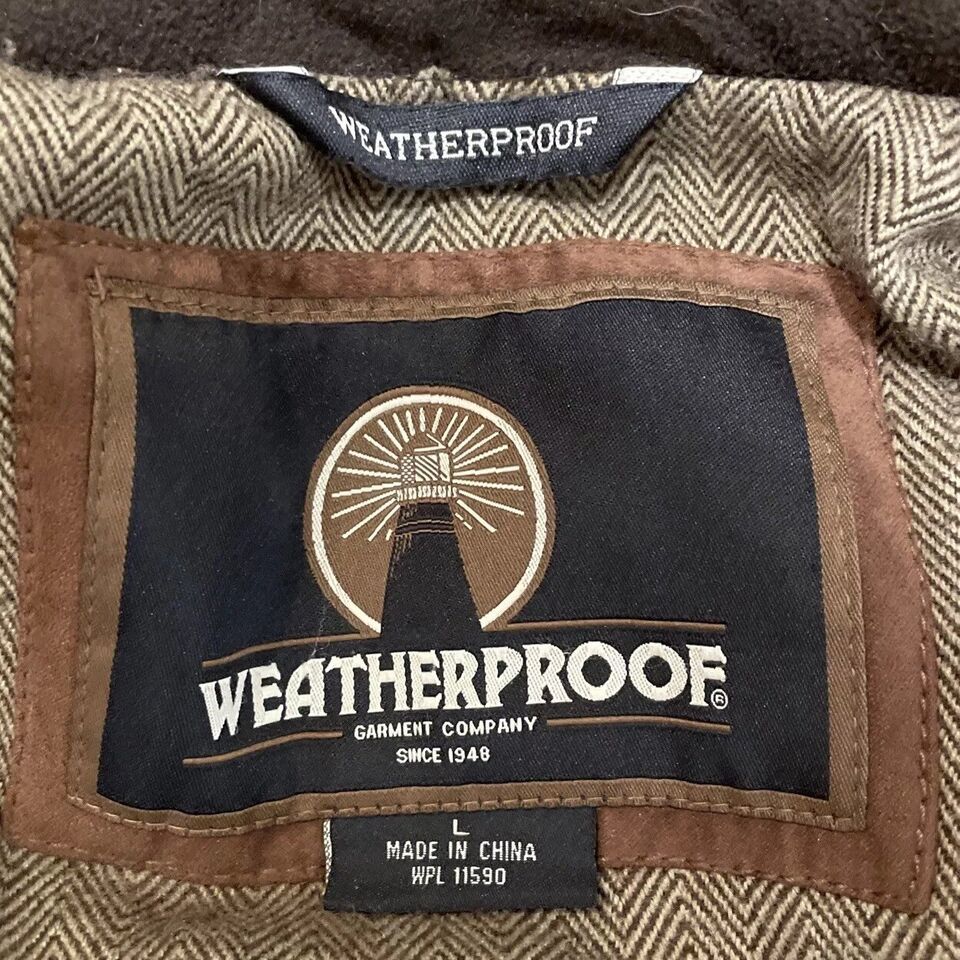 WEATHERPROOF
WEATHERPROOF®
GARMENT COMPANY
SINCE 1948
L
MADE IN CHINA
WPL 11590